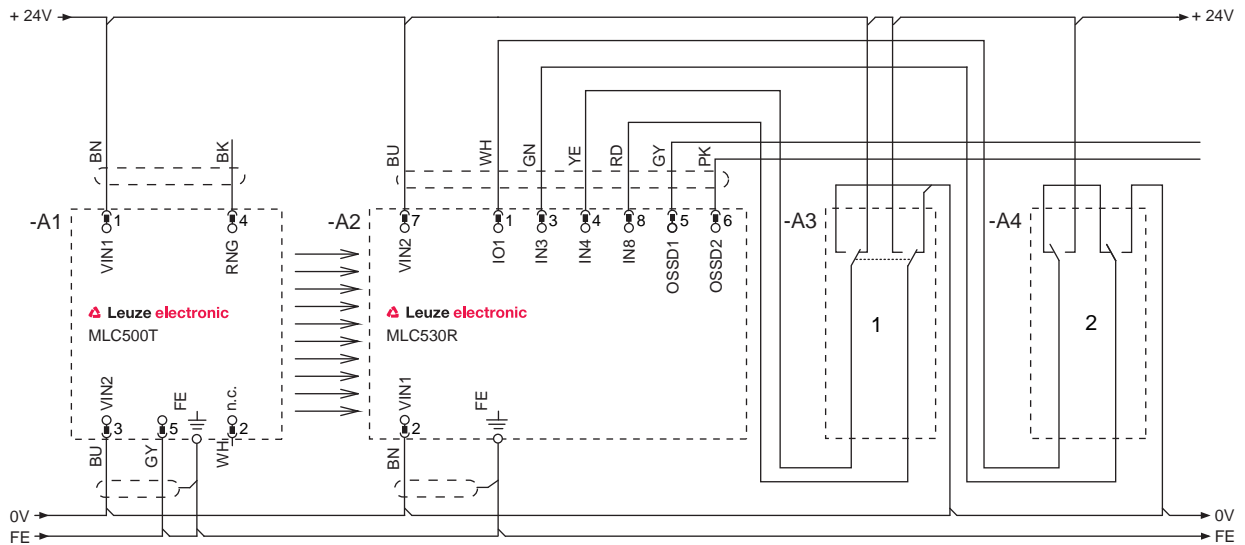 + 24V
+ 24V
BN
BK
BU
WH
GN
YE
RD
GY
PK
-A1
1
4
-A2
7
1
3
4
8
5
6
-A3
-A4
VIN1
RNG
VIN2
IO1
IN3
IN4
IN8
OSSD1
OSSD2
Leuze electronic
MLC500T
Leuze electronic
MLC530R
1
2
VIN2
FE
n.c.
VIN1
FE
3
5
2
2
BU
GY
WH
BN
0V
0V
FE
FE